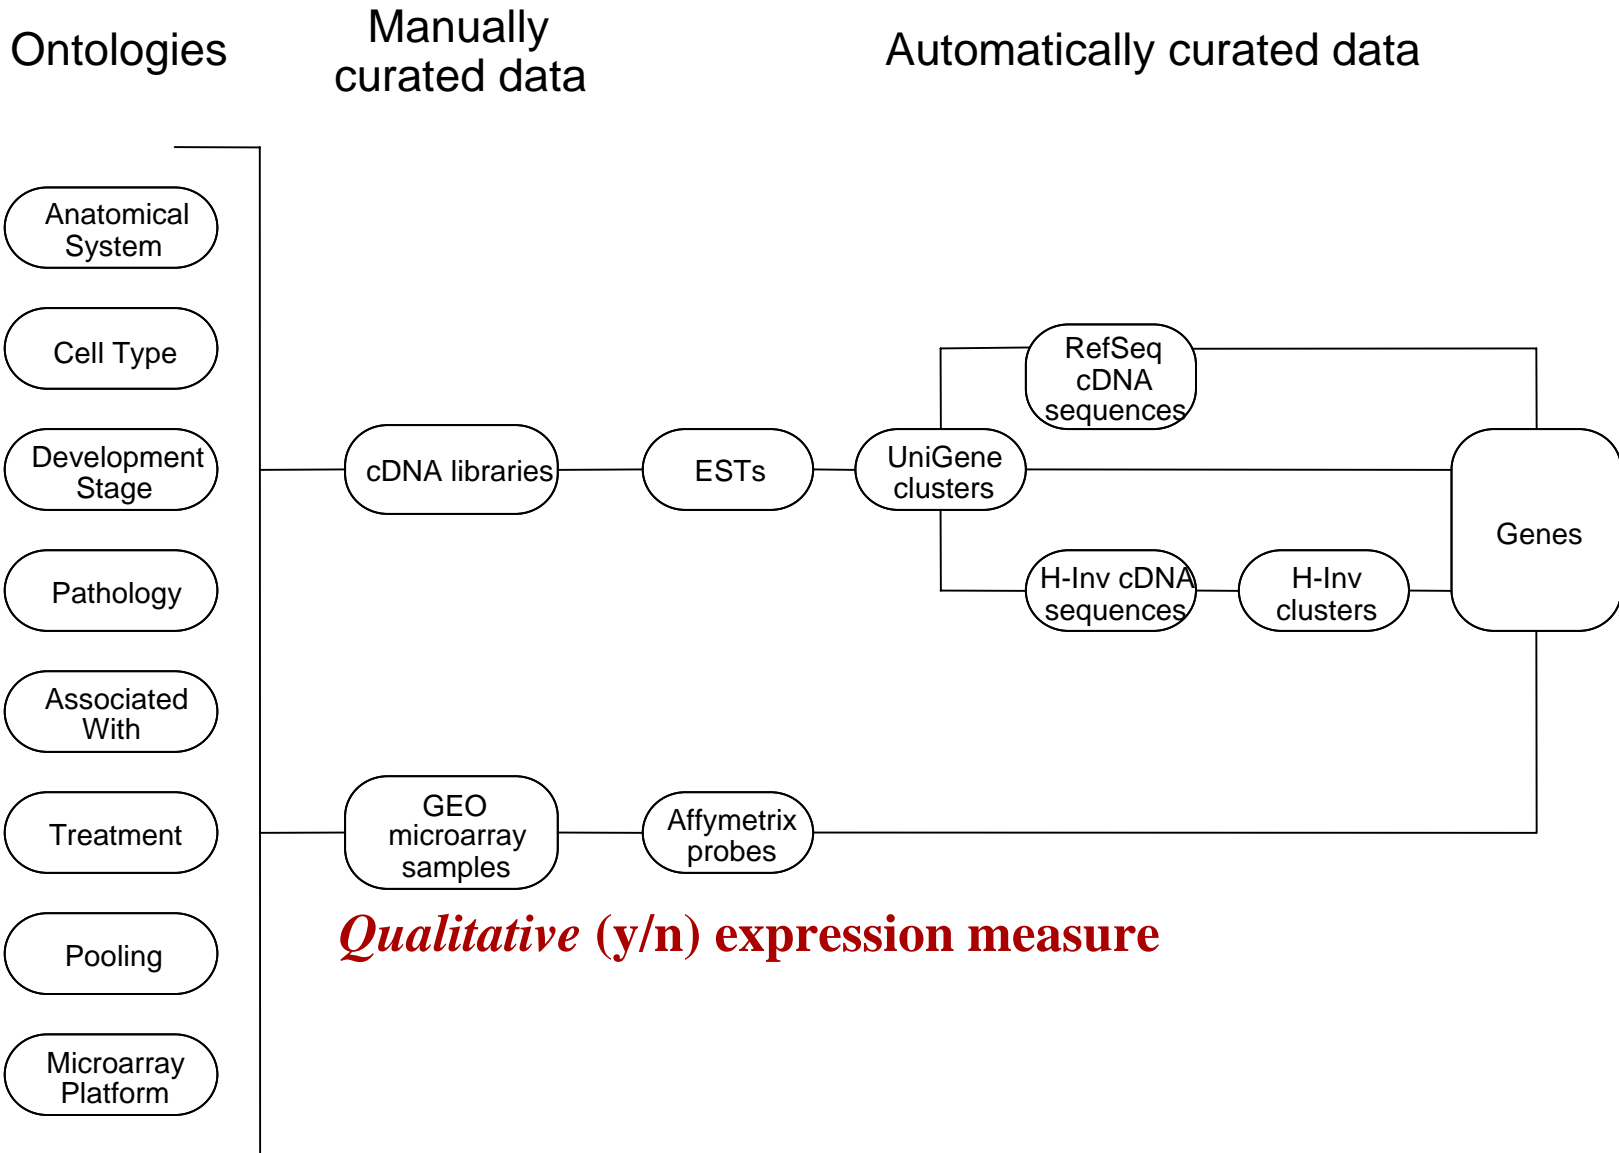 Ontologies
Manually
curated data
Automatically curated data
Anatomical
System
Cell Type
Development
Stage
Pathology
Associated
With
Treatment
Pooling
Microarray
Platform
cDNA libraries
ESTs
UniGene
clusters
RefSeq
cDNA
sequences
H-Inv cDNA
sequences
H-Inv
clusters
Genes
GEO
microarray
samples
Affymetrix
probes
Qualitative (y/n) expression measure